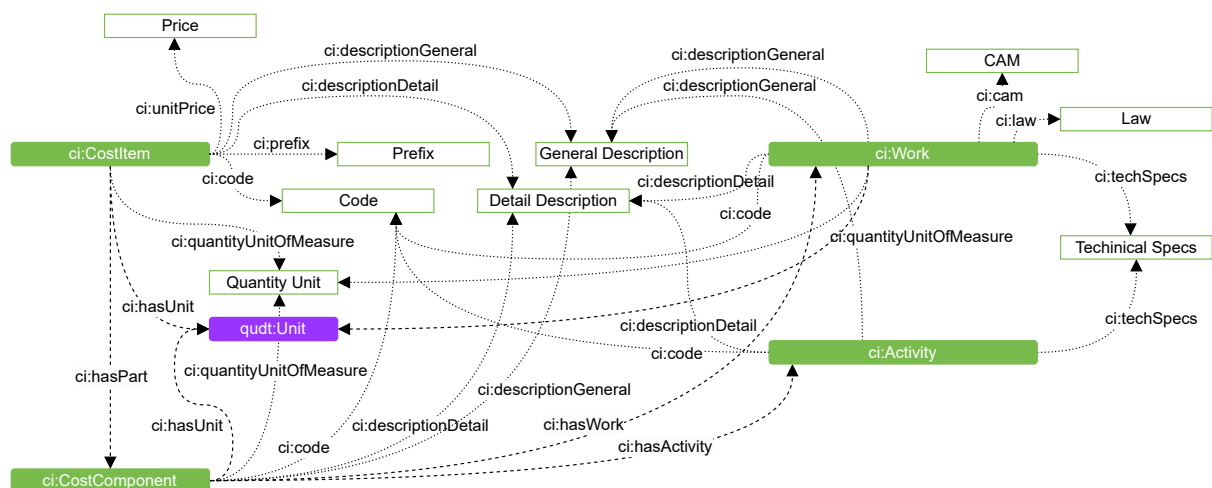 Price
ci:descriptionGeneral
ci:descriptionGeneral
CAM
ci:descriptionDetail
ci:descriptionGeneral
ci:cam
ci:unitPrice
ci:law
Law
ci:prefix
ci:CostItem
Prefix
General Description
ci:Work
ci:code
ci:descriptionDetail
ci:techSpecs
Code
Detail Description
ci:code
ci:quantityUnitOfMeasure
ci:quantityUnitOfMeasure
Techinical Specs
Quantity Unit
ci:hasUnit
qudt:Unit
ci:descriptionDetail
ci:techSpecs
ci:code
ci:Activity
ci:hasPart
ci:quantityUnitOfMeasure
ci:descriptionGeneral
ci:hasUnit
ci:descriptionDetail
ci:hasWork
ci:code
ci:hasActivity
ci:CostComponent